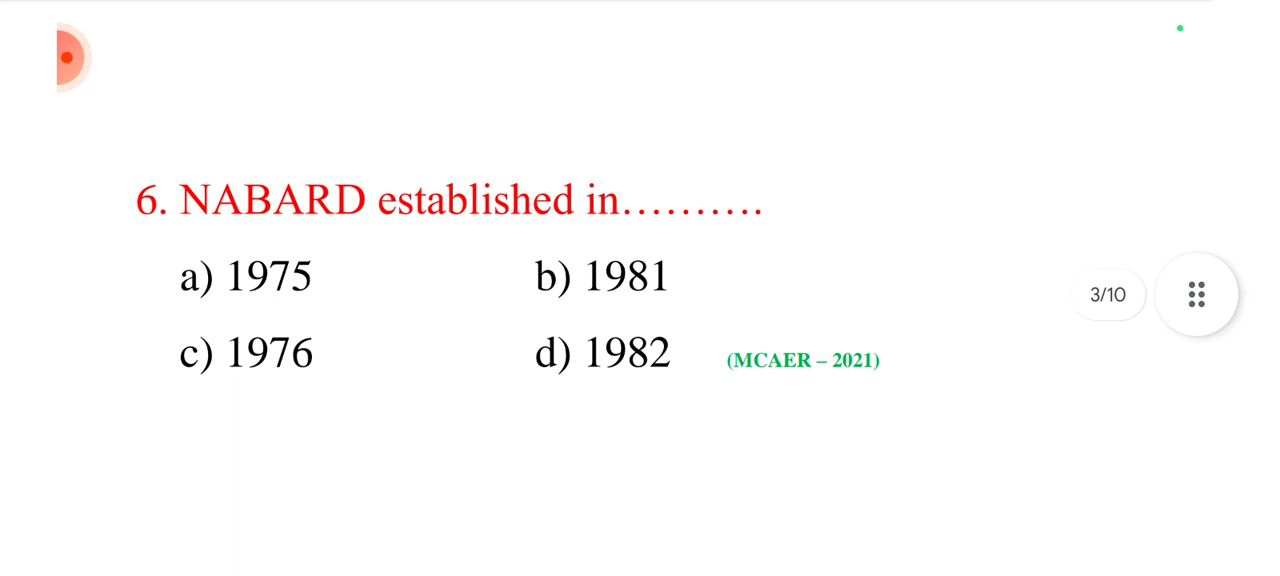 6. NABARD established in..........
a) 1975 b) 1981
c) 1976 d) 1982 (MCAER – 2021)
3/10